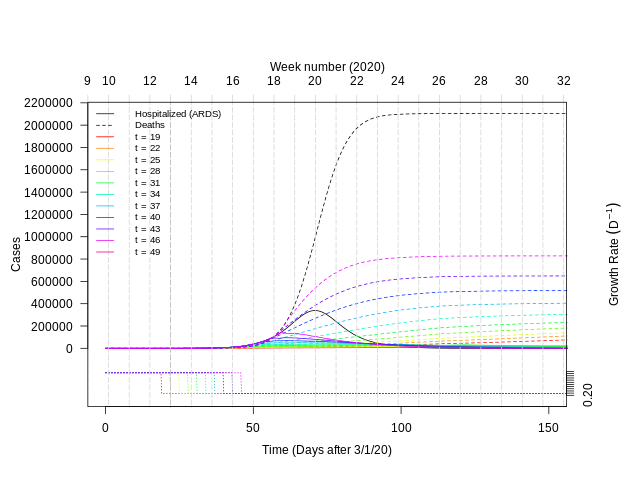 Week number (2020)
9 10 12 14 16 18 20 22 24 26 28 30 32
2200000
2000000
1800000
1600000
1400000
1200000
1000000
800000
600000
400000
200000
0
Cases
Hospitalized (ARDS)
Deaths
t = 19
t = 22
t = 25
t = 28
t = 31
t = 34
t = 37
t = 40
t = 43
t = 46
t = 49
Growth Rate (D⁻¹)
0.20
0 50 100 150
Time (Days after 3/1/20)